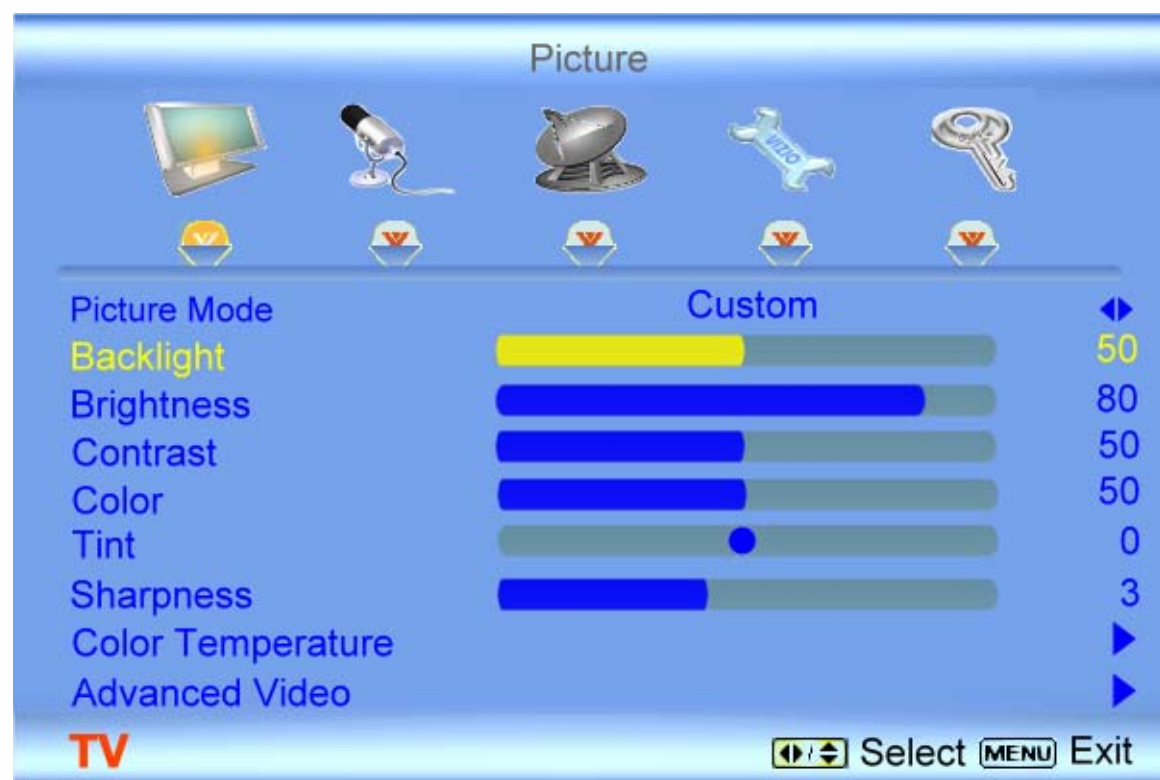 Picture
VIZIO
Picture Mode Custom
Backlight 50
Brightness 80
Contrast 50
Color 50
Tint 0
Sharpness 3
Color Temperature
Advanced Video
TV Select MENU Exit